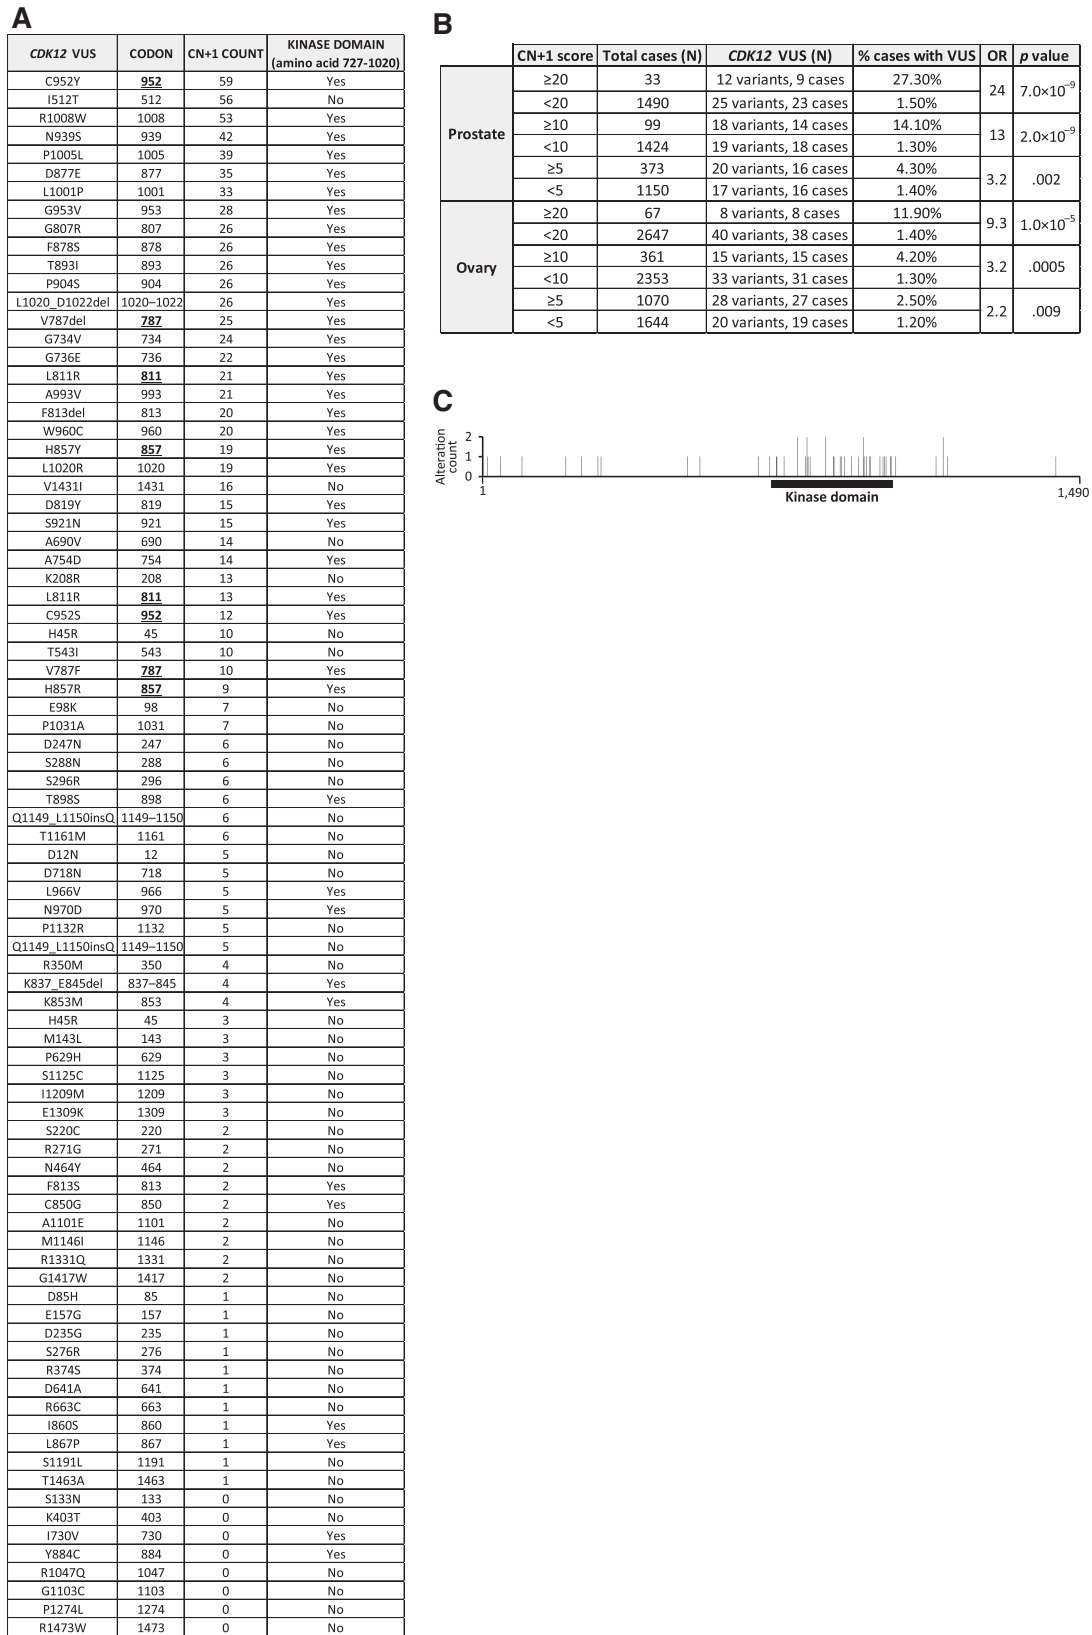 A
CDK12 VUS CODON CN+1 COUNT KINASE DOMAIN
(amino acid 727-1020)
C952Y 952 59 Yes
I512T 512 56 No
R1008W 1008 53 Yes
N939S 939 42 Yes
P1005L 1005 39 Yes
D877E 877 35 Yes
L1001P 1001 33 Yes
G953V 953 28 Yes
G807R 807 26 Yes
F878S 878 26 Yes
T893I 893 26 Yes
P904S 904 26 Yes
L1020_D1022del 1020–1022 26 Yes
V787del 787 25 Yes
G734V 734 24 Yes
G736E 736 22 Yes
L811R 811 21 Yes
A993V 993 21 Yes
F813del 813 20 Yes
W960C 960 20 Yes
H857Y 857 19 Yes
L1020R 1020 19 Yes
V1431I 1431 16 No
D819Y 819 15 Yes
S921N 921 15 Yes
A690V 690 14 No
A754D 754 14 Yes
K208R 208 13 No
L811R 811 13 Yes
C952S 952 12 Yes
H45R 45 10 No
T543I 543 10 No
V787F 787 10 Yes
H857R 857 9 Yes
E98K 98 7 No
P1031A 1031 7 No
D247N 247 6 No
S288N 288 6 No
S296R 296 6 No
T898S 898 6 Yes
Q1149_L1150insQ 1149–1150 6 No
T1161M 1161 6 No
D12N 12 5 No
D718N 718 5 No
L966V 966 5 Yes
N970D 970 5 Yes
P1132R 1132 5 No
Q1149_L1150insQ 1149–1150 5 No
R350M 350 4 No
K837_E845del 837–845 4 Yes
K853M 853 4 Yes
H45R 45 3 No
M143L 143 3 No
P629H 629 3 No
S1125C 1125 3 No
I1209M 1209 3 No
E1309K 1309 3 No
S220C 220 2 No
R271G 271 2 No
N464Y 464 2 No
F813S 813 2 Yes
C850G 850 2 Yes
A1101E 1101 2 No
M1146I 1146 2 No
R1331Q 1331 2 No
G1417W 1417 2 No
D85H 85 1 No
E157G 157 1 No
D235G 235 1 No
S276R 276 1 No
R374S 374 1 No
D641A 641 1 No
R663C 663 1 No
I860S 860 1 Yes
L867P 867 1 Yes
S1191L 1191 1 No
T1463A 1463 1 No
S133N 133 0 No
K403T 403 0 No
I730V 730 0 Yes
Y884C 884 0 Yes
R1047Q 1047 0 No
G1103C 1103 0 No
P1274L 1274 0 No
R1473W 1473 0 No
B
CN+1 score Total cases (N) CDK12 VUS (N) % cases with VUS OR p value
Prostate
≥20 33 12 variants, 9 cases 27.30% 24 7.0×10⁻⁹
<20 1490 25 variants, 23 cases 1.50%
≥10 99 18 variants, 14 cases 14.10% 13 2.0×10⁻⁹
<10 1424 19 variants, 18 cases 1.30%
≥5 373 20 variants, 16 cases 4.30% 3.2 .002
<5 1150 17 variants, 16 cases 1.40%
Ovary
≥20 67 8 variants, 8 cases 11.90% 9.3 1.0×10⁻⁵
<20 2647 40 variants, 38 cases 1.40%
≥10 361 15 variants, 15 cases 4.20% 3.2 .0005
<10 2353 33 variants, 31 cases 1.30%
≥5 1070 28 variants, 27 cases 2.50% 2.2 .009
<5 1644 20 variants, 19 cases 1.20%
C
Alteration
count
2
1
0
1 1,490
Kinase domain